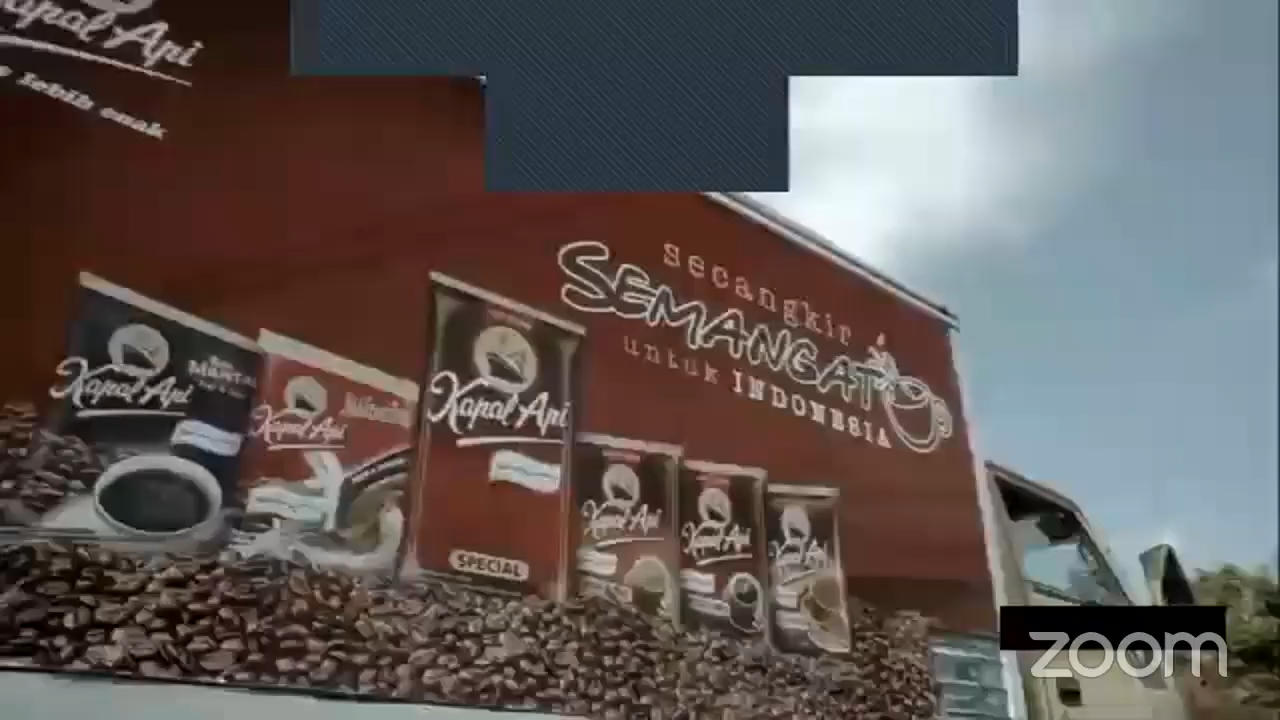 Kapal Api
lebih enak
secangkir
SEMANGAT
untuk INDONESIA
Kapal Api
MANTAP
Kapal Api
Kapal Api
SPECIAL
Kapal Api
Kapal Api
Kapal Api
zoom